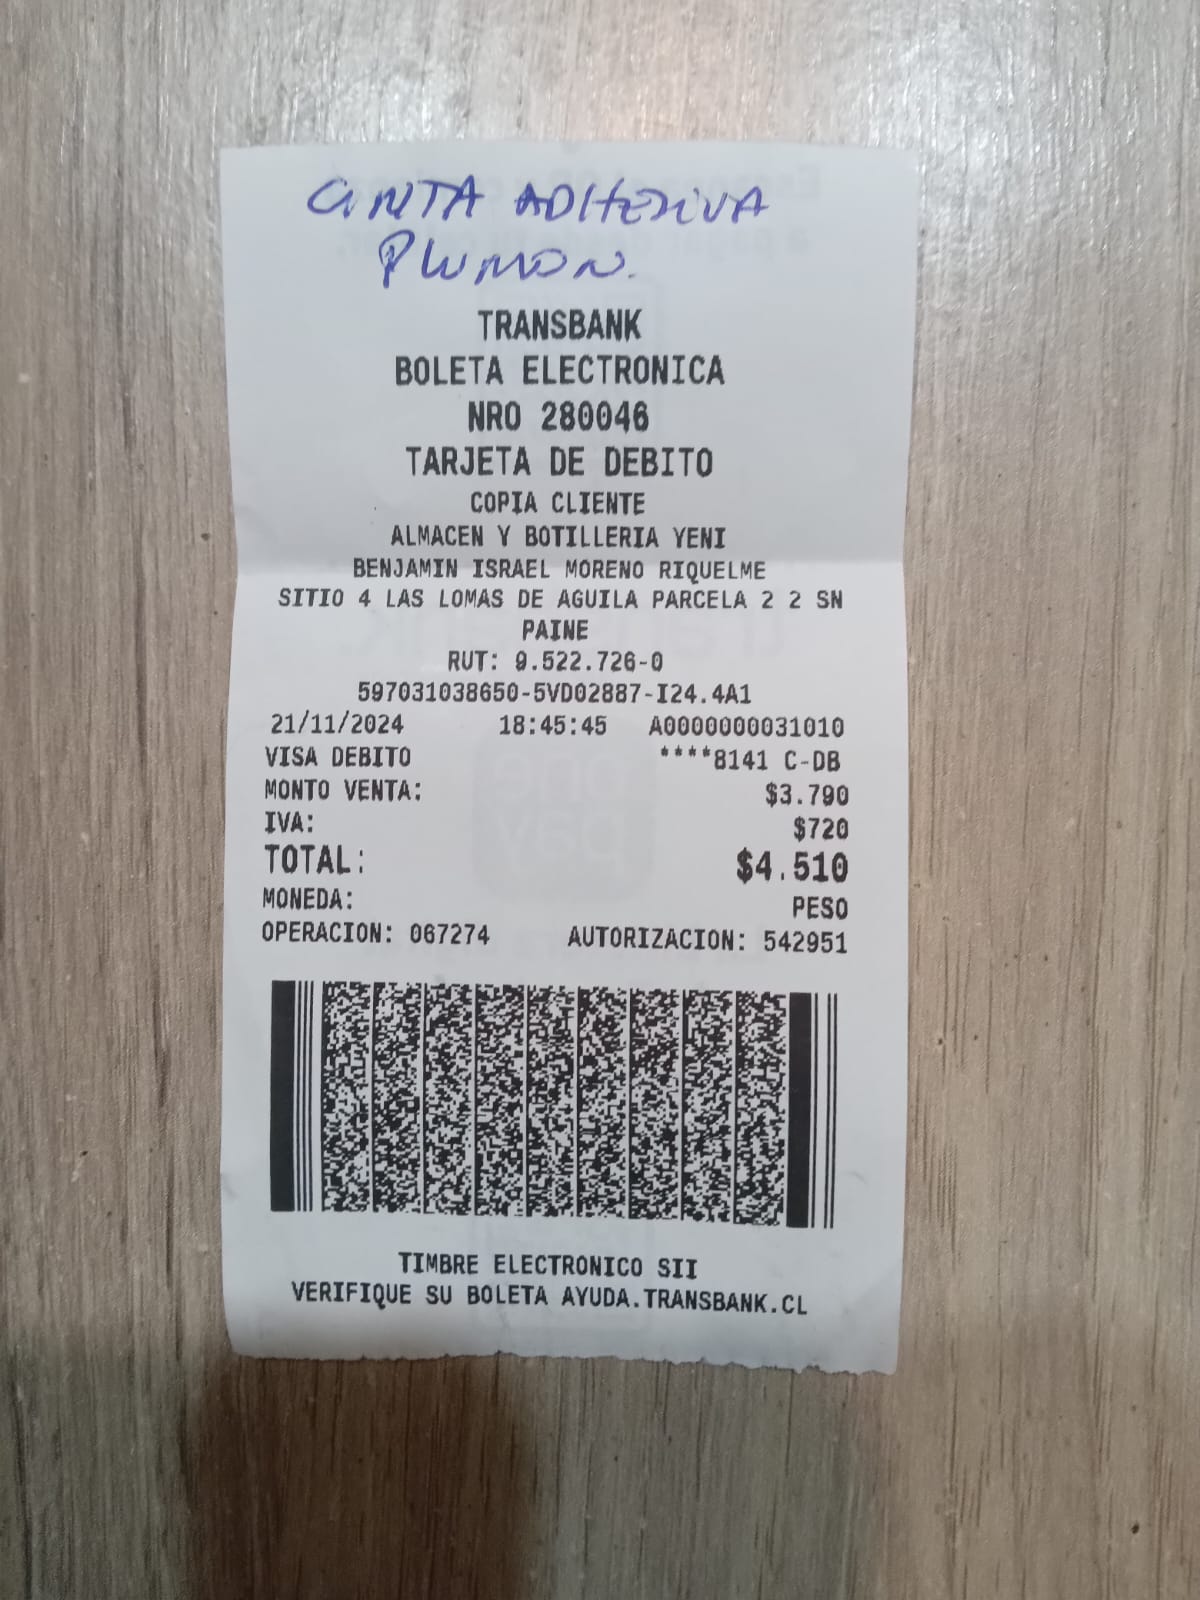 CINTA ADHESIVA
PLUMON.
TRANSBANK
BOLETA ELECTRONICA
NRO 280046
TARJETA DE DEBITO
COPIA CLIENTE
ALMACEN Y BOTILLERIA YENI
BENJAMIN ISRAEL MORENO RIQUELME
SITIO 4 LAS LOMAS DE AGUILA PARCELA 2 2 SN
PAINE
RUT: 9.522.726-0
597031038650-5VD02887-I24.4A1
21/11/2024 18:45:45 A0000000031010
VISA DEBITO ****8141 C-DB
MONTO VENTA: $3.790
IVA: $720
TOTAL: $4.510
MONEDA: PESO
OPERACION: 067274 AUTORIZACION: 542951
TIMBRE ELECTRONICO SII
VERIFIQUE SU BOLETA AYUDA.TRANSBANK.CL